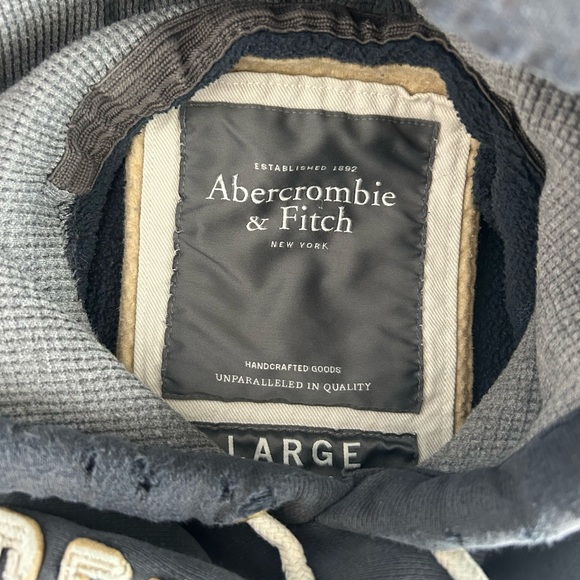 ESTABLISHED 1892
Abercrombie
& Fitch
NEW YORK
HANDCRAFTED GOODS
UNPARALLELED IN QUALITY
LARGE